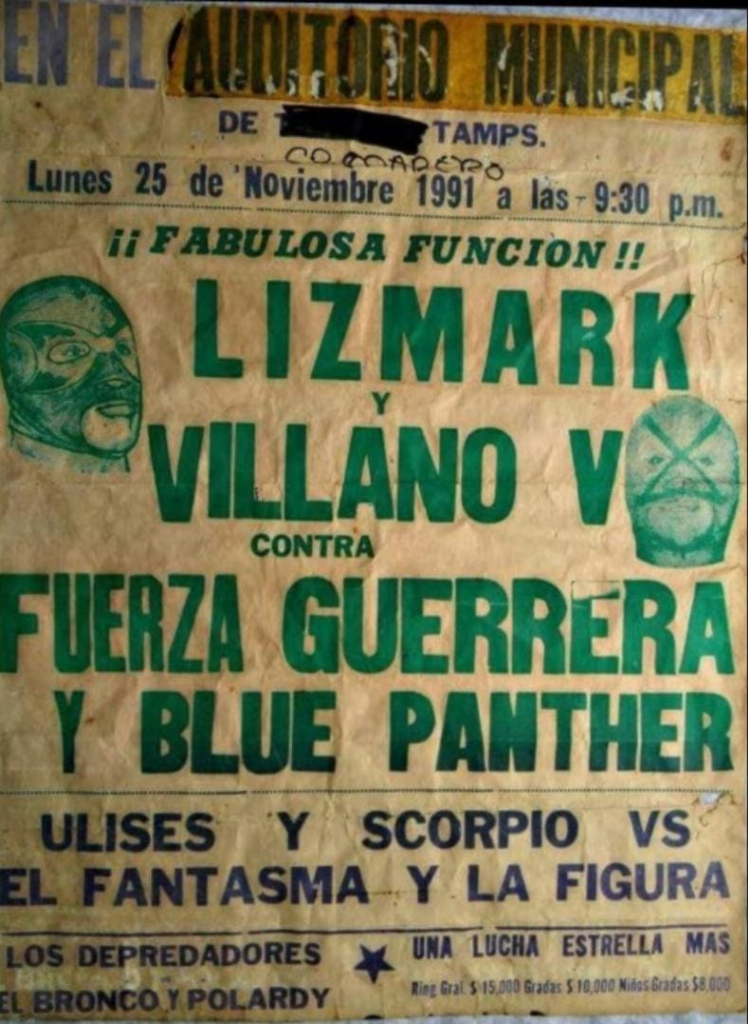 EN EL AUDITORIO MUNICIPAL
DE T TAMPS.
CD MADERO
Lunes 25 de Noviembre 1991 a las - 9:30 p.m.
¡¡ FABULOSA FUNCION !!
LIZMARK
Y
VILLANO V
CONTRA
FUERZA GUERRERA
Y BLUE PANTHER
ULISES Y SCORPIO VS
EL FANTASMA Y LA FIGURA
LOS DEPREDADORES
EL BRONCO Y POLARDY
UNA LUCHA ESTRELLA MAS
Ring Gral. $ 15,000 Gradas $ 10,000 Niños Gradas $8,000